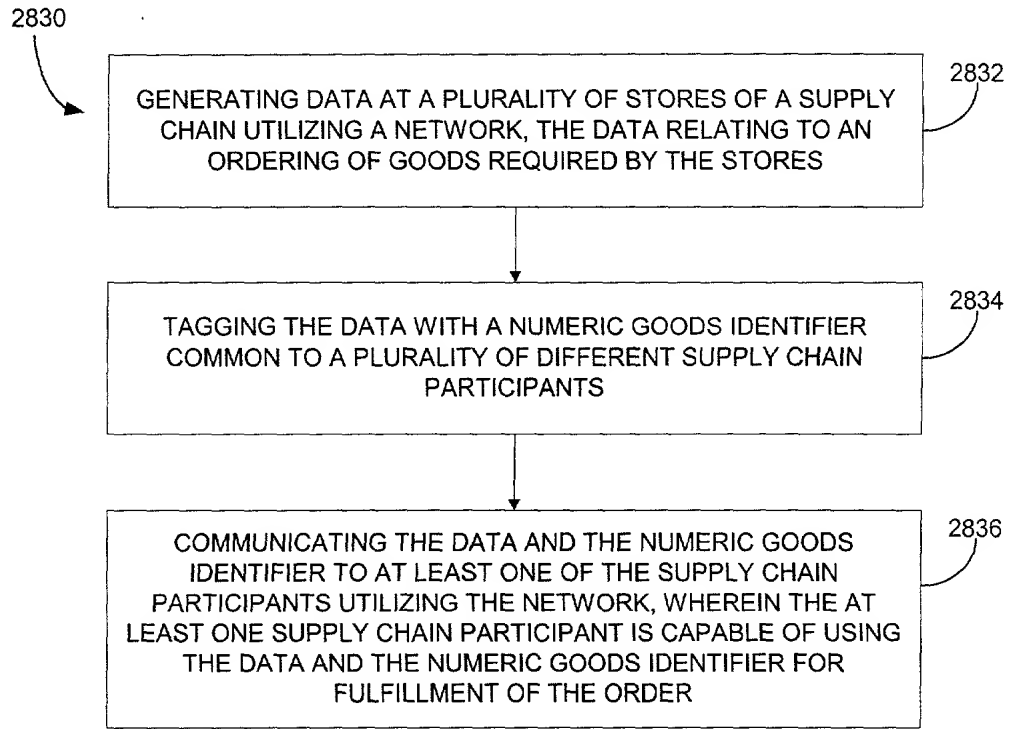 2830
2832
GENERATING DATA AT A PLURALITY OF STORES OF A SUPPLY
CHAIN UTILIZING A NETWORK, THE DATA RELATING TO AN
ORDERING OF GOODS REQUIRED BY THE STORES
2834
TAGGING THE DATA WITH A NUMERIC GOODS IDENTIFIER
COMMON TO A PLURALITY OF DIFFERENT SUPPLY CHAIN
PARTICIPANTS
2836
COMMUNICATING THE DATA AND THE NUMERIC GOODS
IDENTIFIER TO AT LEAST ONE OF THE SUPPLY CHAIN
PARTICIPANTS UTILIZING THE NETWORK, WHEREIN THE AT
LEAST ONE SUPPLY CHAIN PARTICIPANT IS CAPABLE OF USING
THE DATA AND THE NUMERIC GOODS IDENTIFIER FOR
FULFILLMENT OF THE ORDER